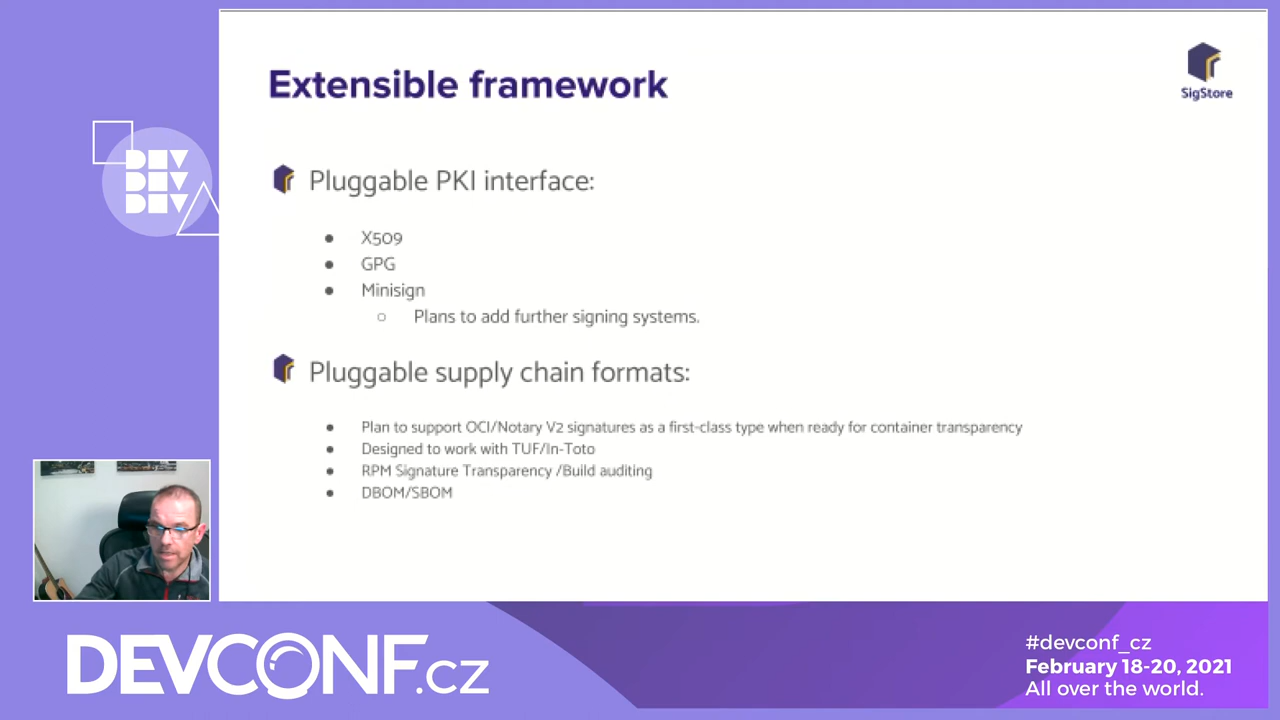 Extensible framework
SigStore
Pluggable PKI interface:
X509
GPG
Minisign
Plans to add further signing systems.
Pluggable supply chain formats:
Plan to support OCI/Notary V2 signatures as a first-class type when ready for container transparency
Designed to work with TUF/In-Toto
RPM Signature Transparency /Build auditing
DBOM/SBOM
DEV
DEV
DEV
DEVCONF.cz
#devconf_cz
February 18-20, 2021
All over the world.